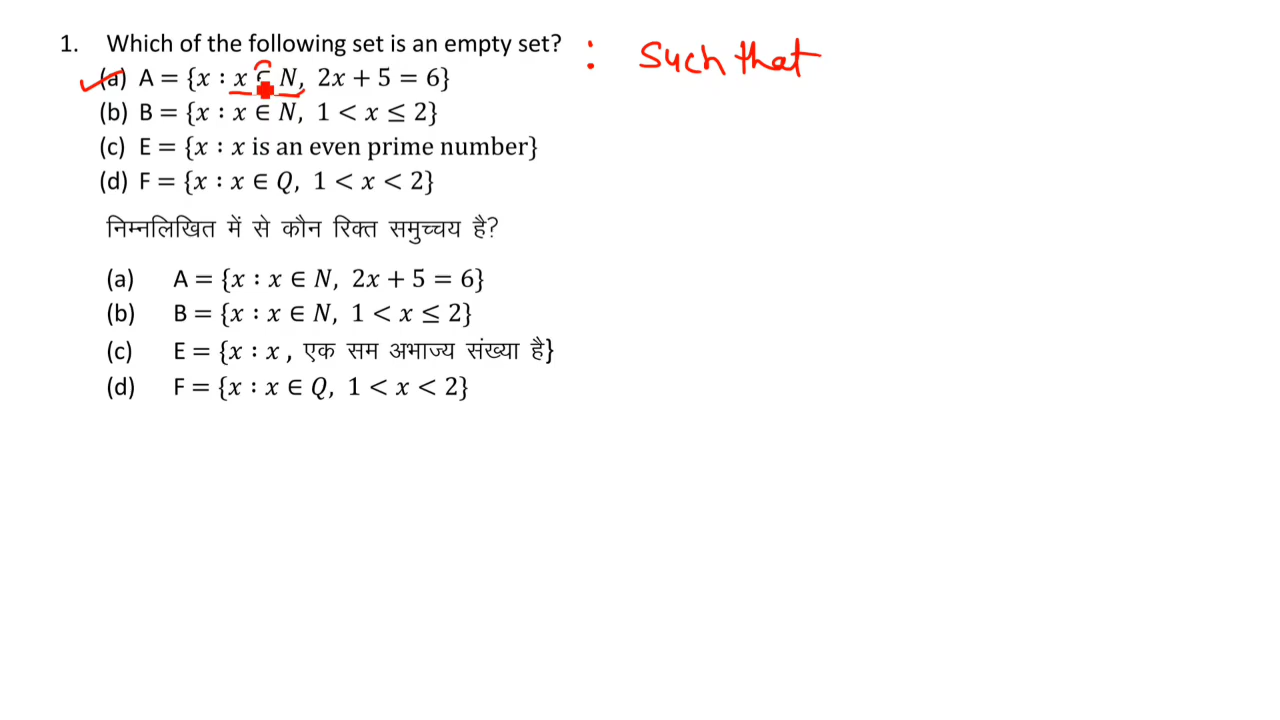 1. Which of the following set is an empty set? : Such that
(a) A = {x : x ∈ N, 2x + 5 = 6}
(b) B = {x : x ∈ N, 1 < x ≤ 2}
(c) E = {x : x is an even prime number}
(d) F = {x : x ∈ Q, 1 < x < 2}
निम्नलिखित में से कौन रिक्त समुच्चय है?
(a) A = {x : x ∈ N, 2x + 5 = 6}
(b) B = {x : x ∈ N, 1 < x ≤ 2}
(c) E = {x : x , एक सम अभाज्य संख्या है}
(d) F = {x : x ∈ Q, 1 < x < 2}